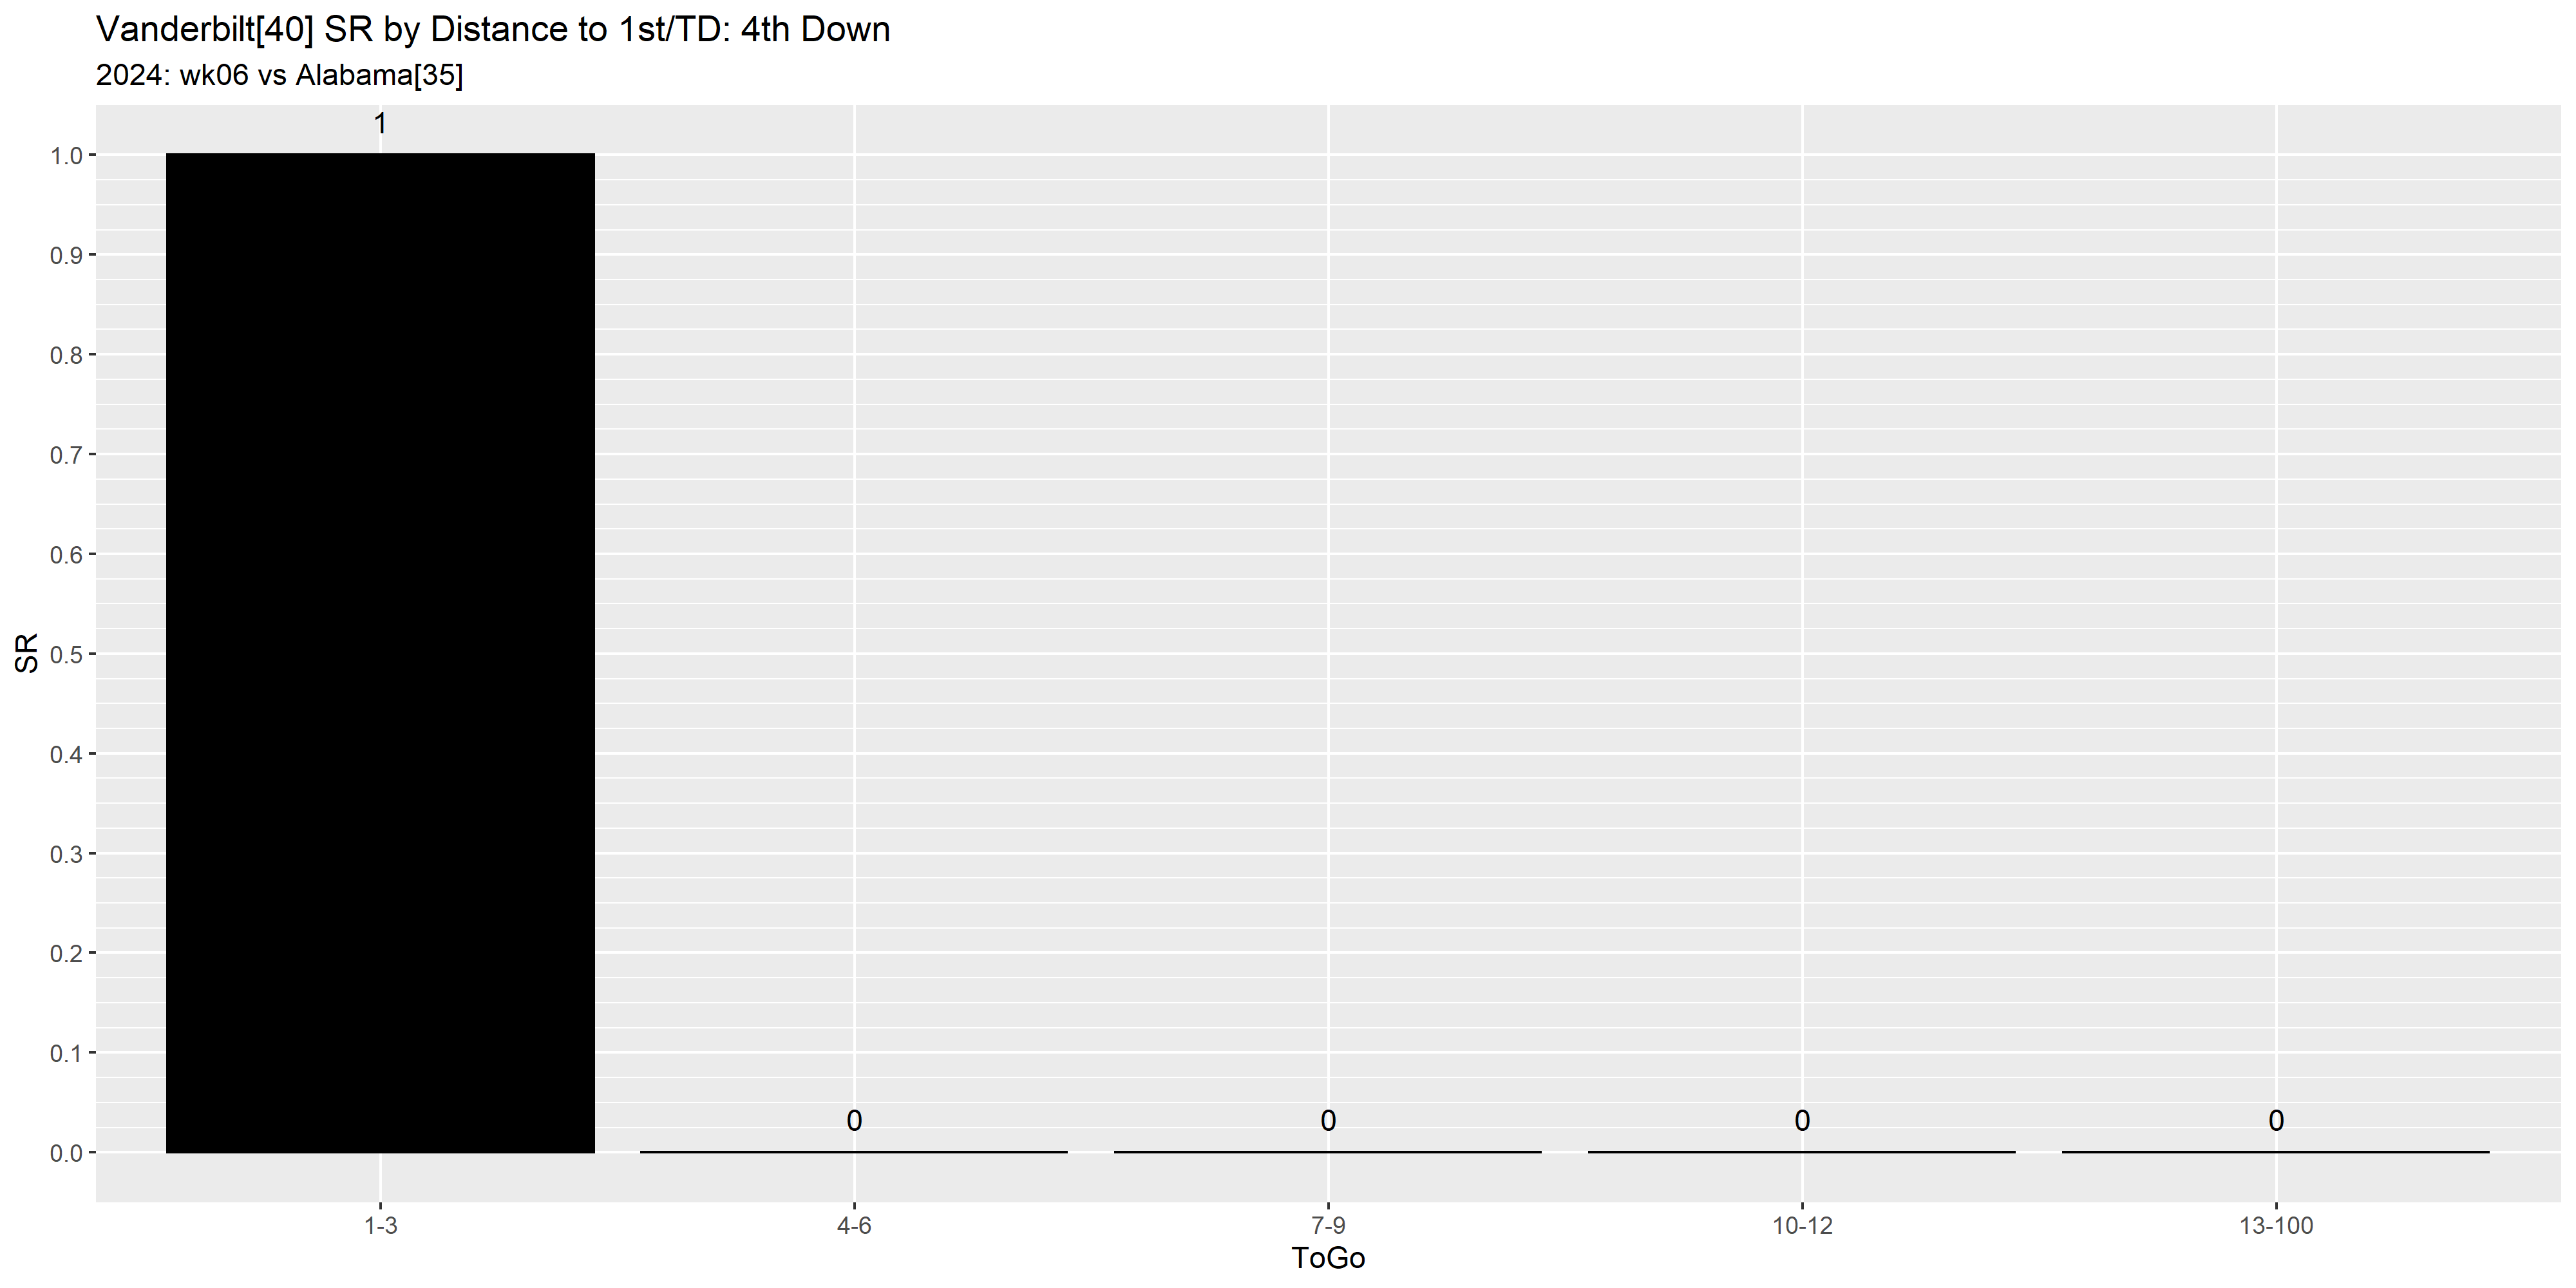 Vanderbilt[40] SR by Distance to 1st/TD: 4th Down
2024: wk06 vs Alabama[35]
1
1.0
0.9
0.8
0.7
0.6
0.5
0.4
0.3
0.2
0.1
0.0
SR
0 0 0 0
1-3 4-6 7-9 10-12 13-100
ToGo